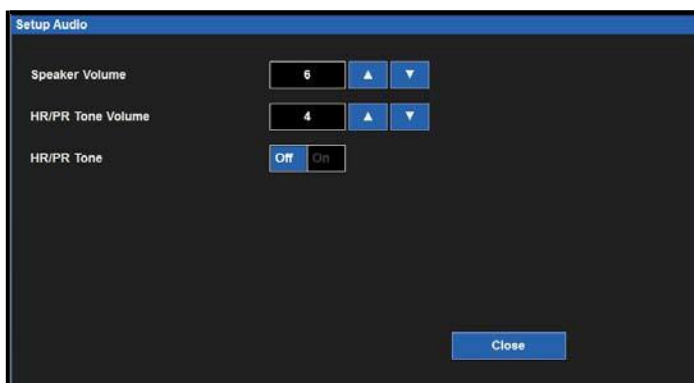 Setup Audio
Speaker Volume 6 ▲ ▼
HR/PR Tone Volume 4 ▲ ▼
HR/PR Tone Off On
Close